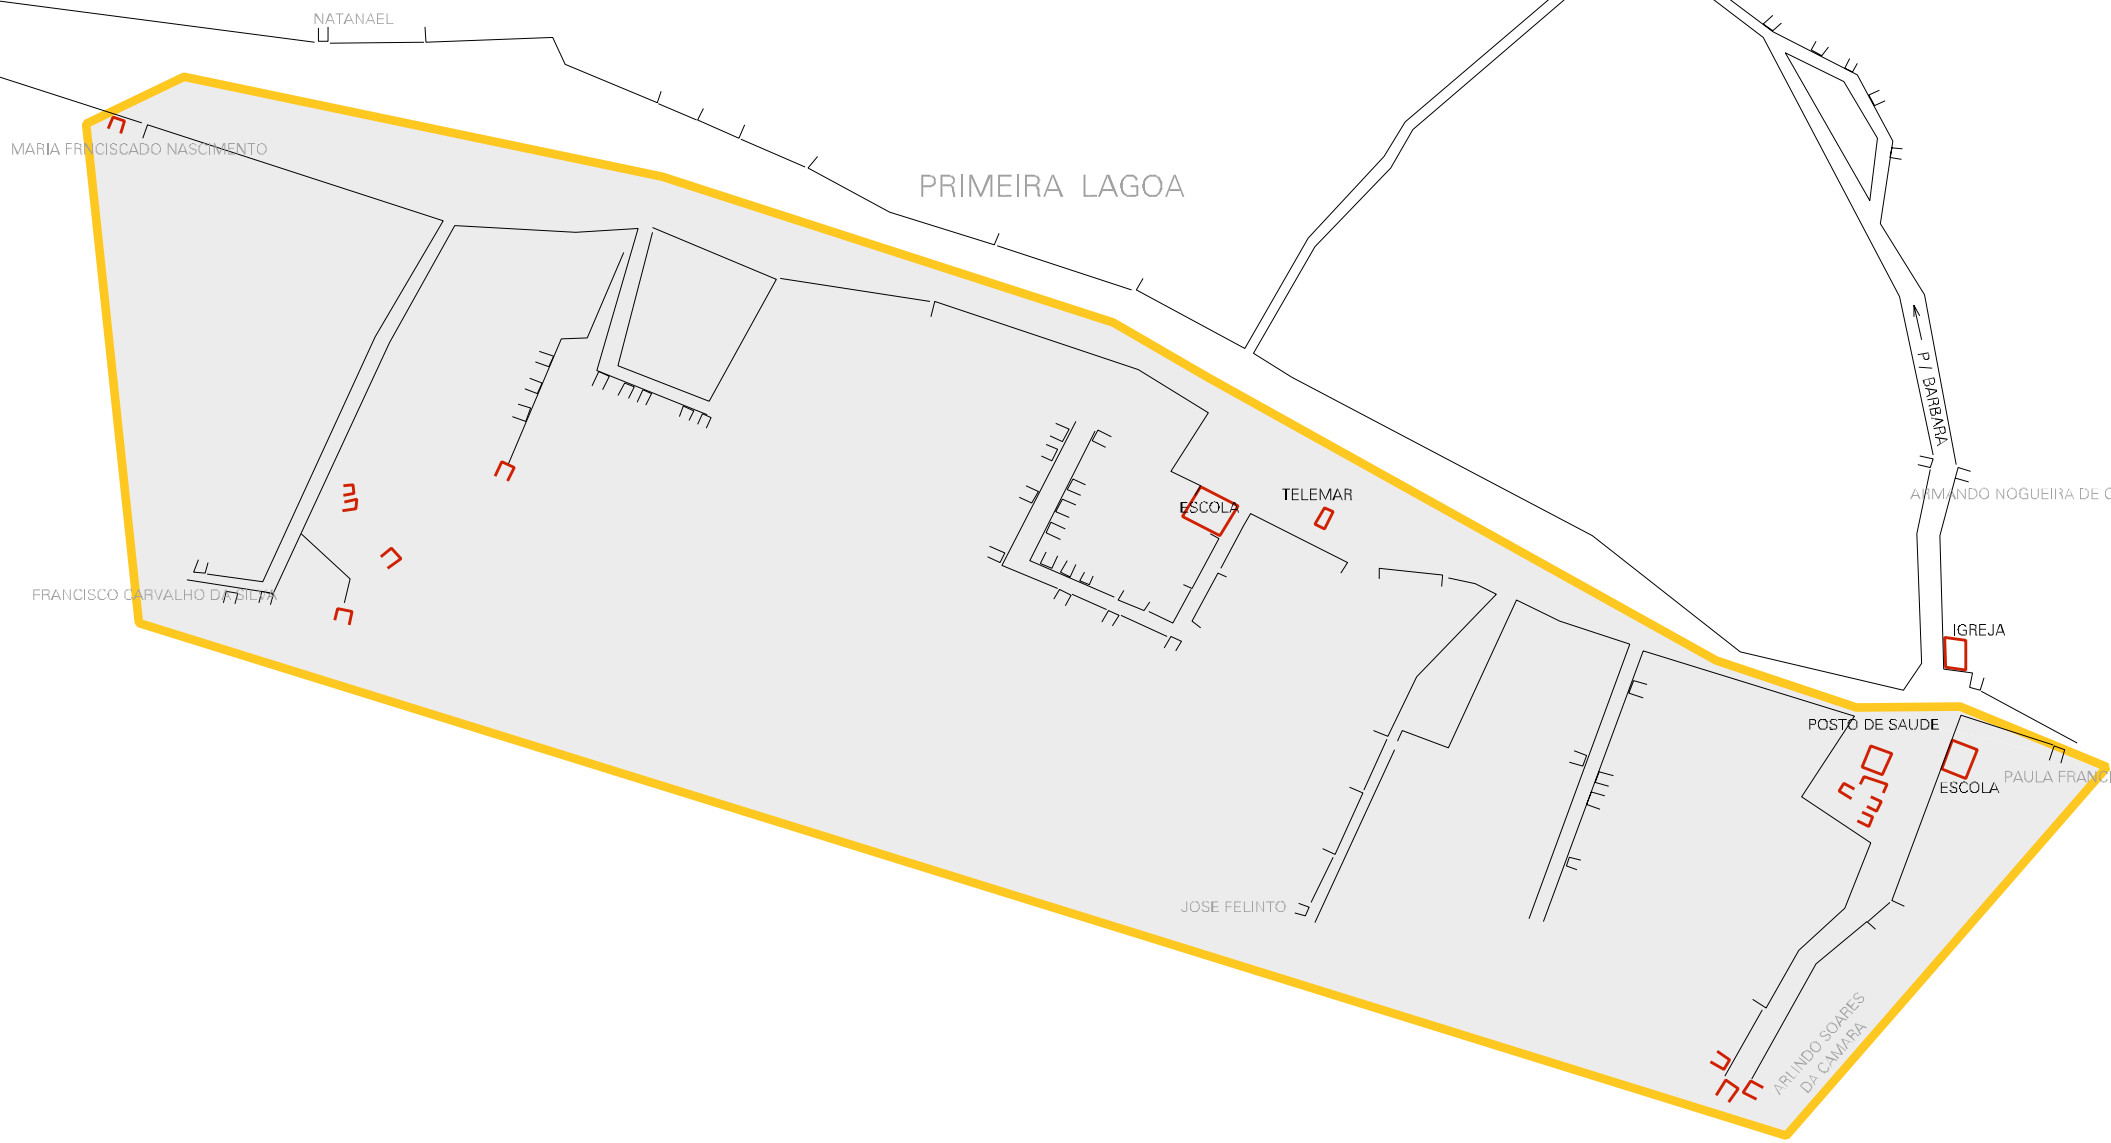 NATANAEL
MARIA FRNCISCADO NASCIMENTO
PRIMEIRA LAGOA
P / BARBARA
ESCOLA
TELEMAR
ARMANDO NOGUEIRA DE
FRANCISCO CARVALHO DA SILVA
IGREJA
POSTO DE SAUDE
PAULA
ESCOLA
JOSE FELINTO
ARLINDO SOARES
DA CAMARA